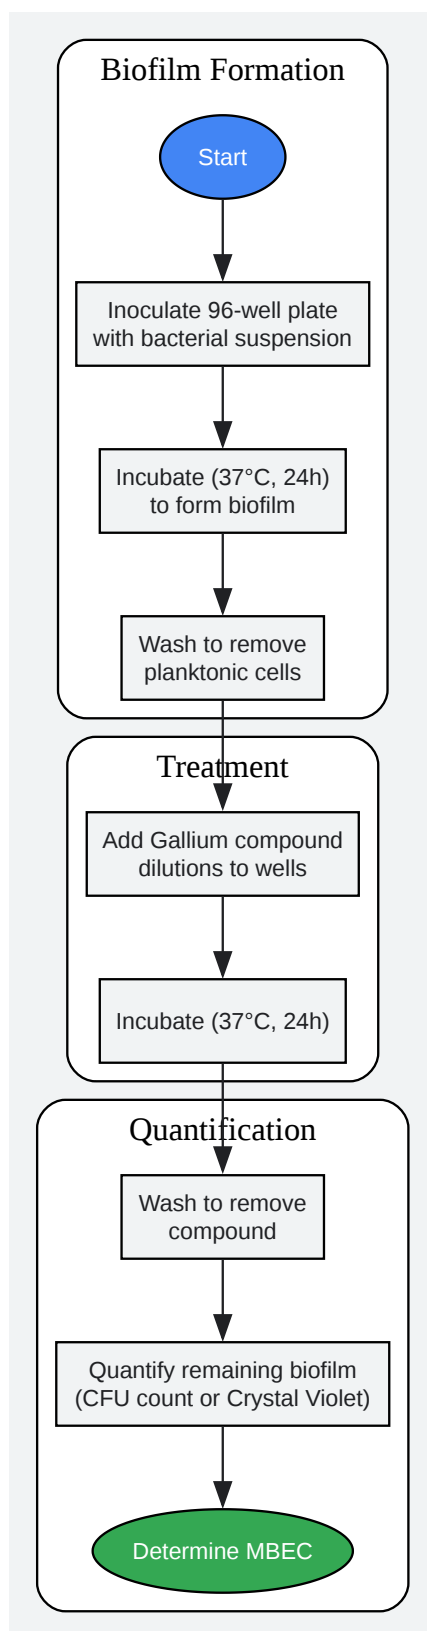 Biofilm Formation
Start
Inoculate 96-well plate
with bacterial suspension
Incubate (37°C, 24h)
to form biofilm
Wash to remove
planktonic cells
Treatment
Add Gallium compound
dilutions to wells
Incubate (37°C, 24h)
Quantification
Wash to remove
compound
Quantify remaining biofilm
(CFU count or Crystal Violet)
Determine MBEC